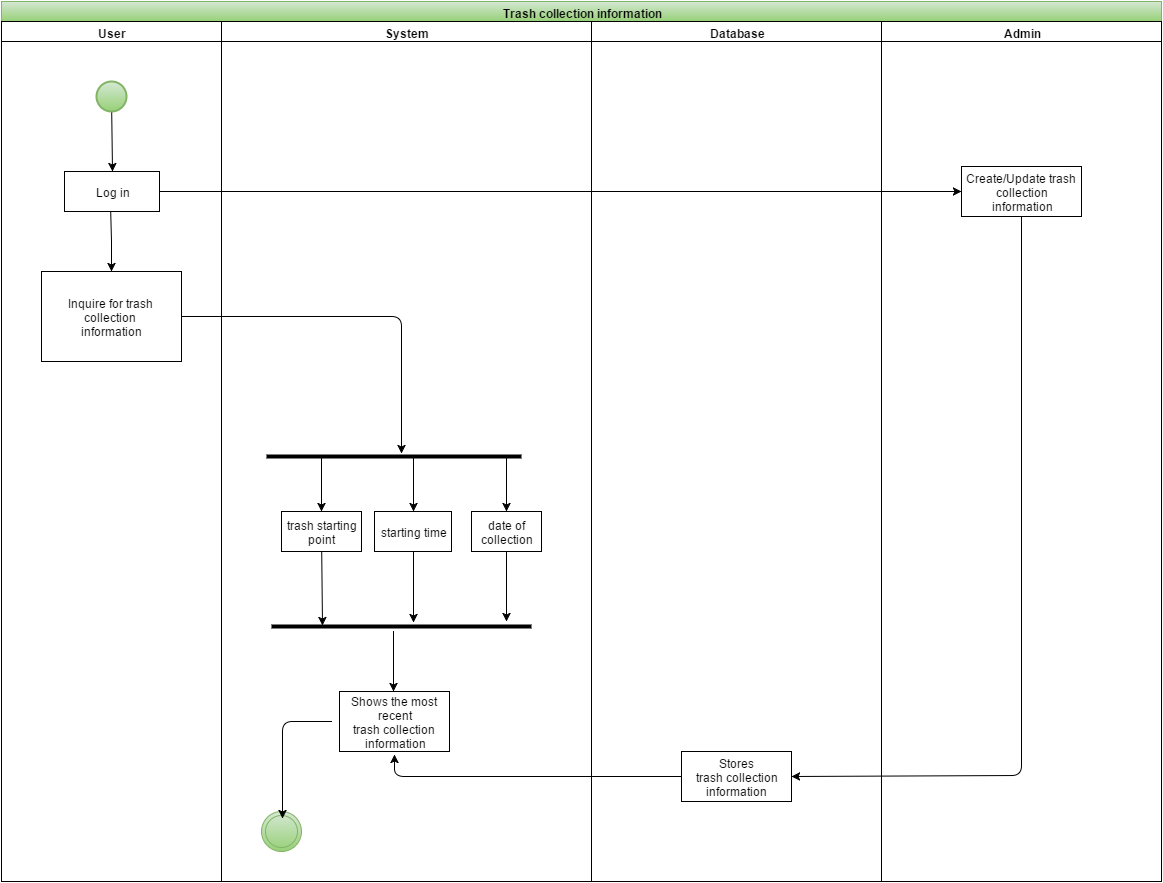 Trash collection information
User
System
Database
Admin
Log in
Create/Update trash
collection
information
Inquire for trash
collection
information
trash starting
point
starting time
date of
collection
Shows the most
recent
trash collection
information
Stores
trash collection
information